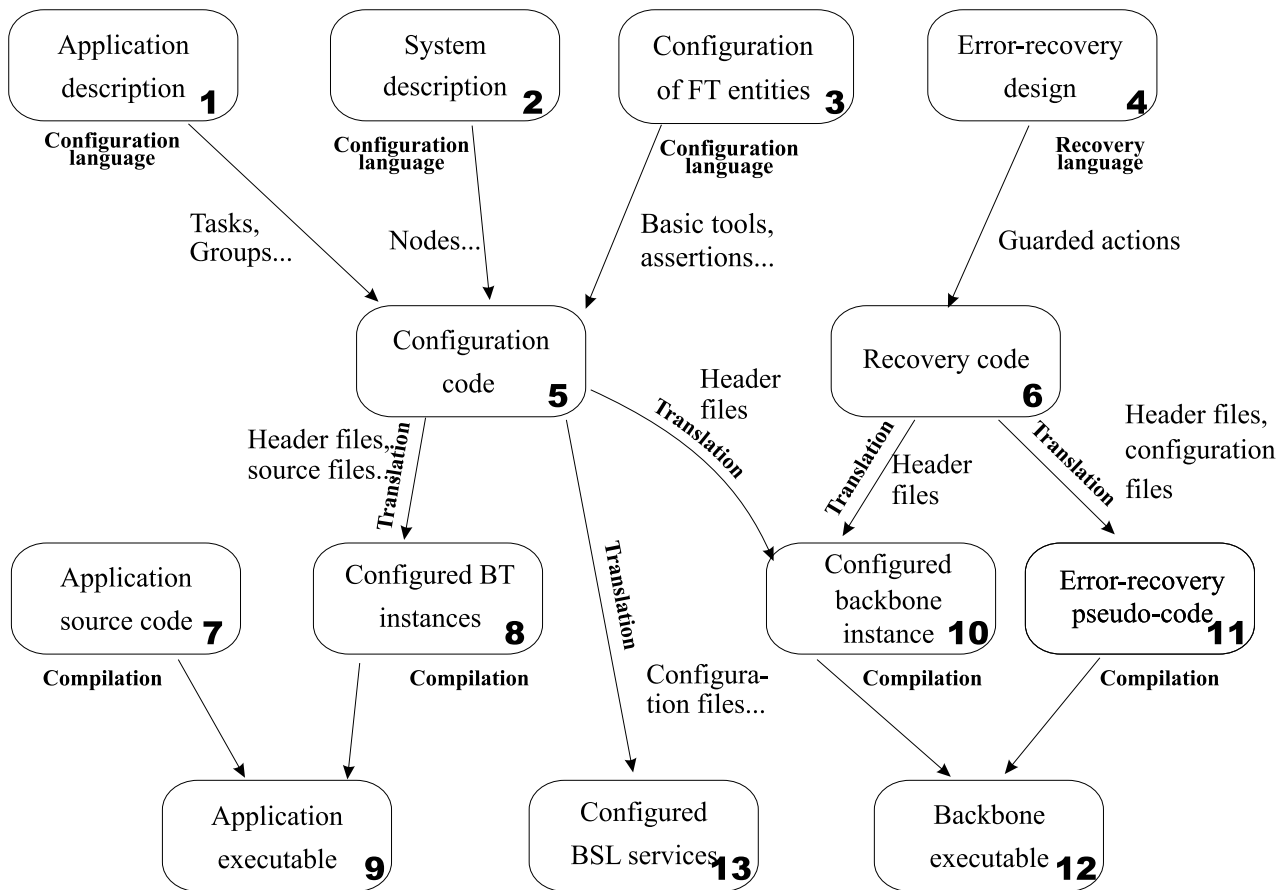 Application
description 1
System
description 2
Configuration
of FT entities 3
Error-recovery
design 4
Configuration
language
Configuration
language
Configuration
language
Recovery
language
Tasks,
Groups...
Nodes...
Basic tools,
assertions...
Guarded actions
Configuration
code 5
Recovery code
6
Header files,
source files...
Translation
Header
files
Translation
Translation
Header
files
Translation
Header files,
configuration
files
Translation
Application
source code 7
Configured BT
instances 8
Configured
backbone
instance 10
Error-recovery
pseudo-code
11
Compilation
Compilation
Configura-
tion files...
Compilation
Compilation
Application
executable 9
Configured
BSL services 13
Backbone
executable 12